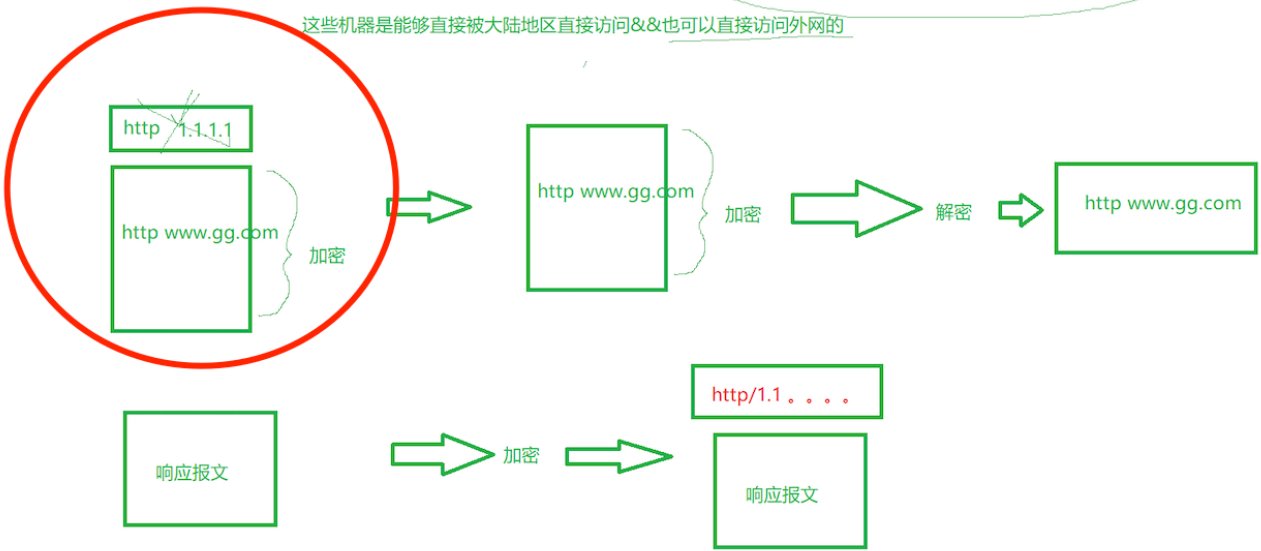 这些机器是能够直接被大陆地区直接访问&&也可以直接访问外网的
http 1.1.1.1
http www.gg.com
加密
http www.gg.com
加密
解密
http www.gg.com
http/1.1 。。。。
响应报文
加密
响应报文